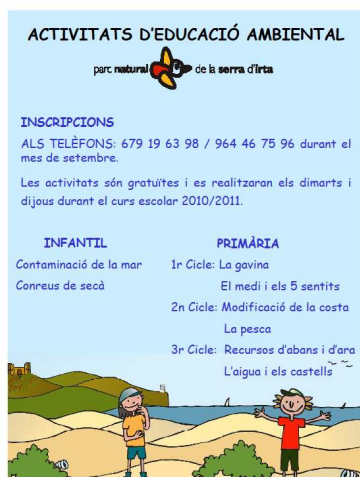 ACTIVITATS D'EDUCACIÓ AMBIENTAL
parc natural de la serra d'irta
INSCRIPCIONS
ALS TELÈFONS: 679 19 63 98 / 964 46 75 96 durant el
mes de setembre.
Les activitats són gratuïtes i es realitzaran els dimarts i
dijous durant el curs escolar 2010/2011.
INFANTIL
Contaminació de la mar
Conreus de secà
PRIMÀRIA
1r Cicle: La gavina
El medi i els 5 sentits
2n Cicle: Modificació de la costa
La pesca
3r Cicle: Recursos d'abans i d'ara
L'aigua i els castells